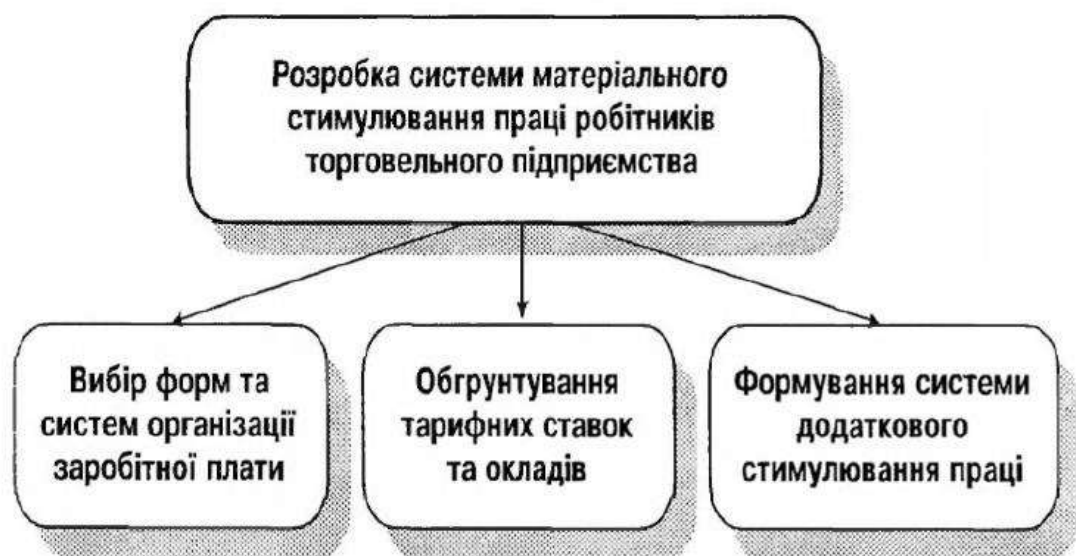 Розробка системи матеріального
стимулювання праці робітників
торговельного підприємства
Вибір форм та
систем організації
заробітної плати
Обгрунтування
тарифних ставок
та окладів
Формування системи
додаткового
стимулювання праці